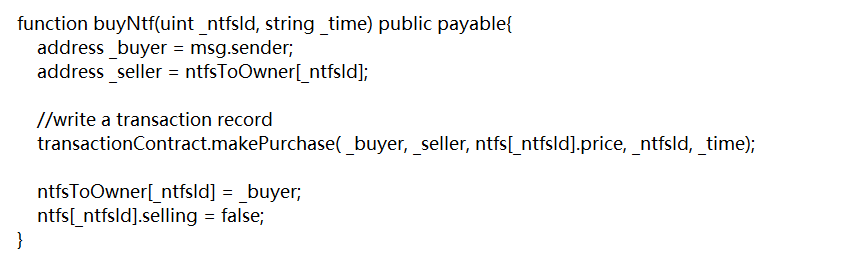 function buyNtf(uint _ntfsId, string _time) public payable{
address _buyer = msg.sender;
address _seller = ntfsToOwner[_ntfsId];
//write a transaction record
transactionContract.makePurchase( _buyer, _seller, ntfs[_ntfsId].price, _ntfsId, _time);
ntfsToOwner[_ntfsId] = _buyer;
ntfs[_ntfsId].selling = false;
}